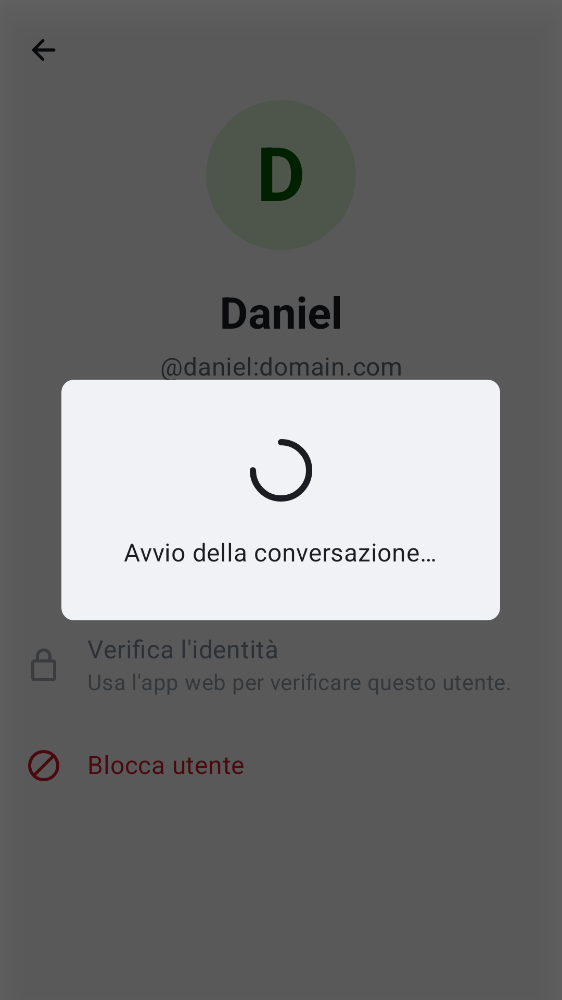 D
Daniel
@daniel:domain.com
Avvio della conversazione…
Verifica l'identità
Usa l'app web per verificare questo utente.
Blocca utente